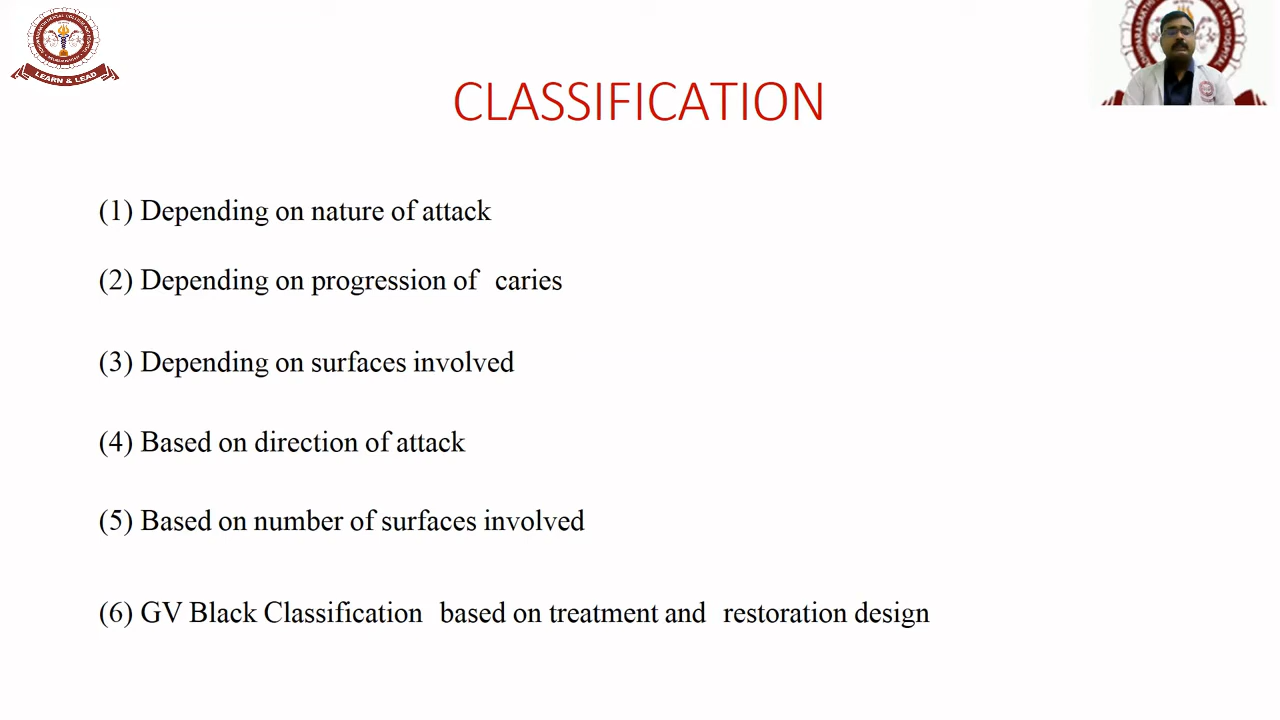 LEARN & LEAD
CLASSIFICATION
(1) Depending on nature of attack
(2) Depending on progression of caries
(3) Depending on surfaces involved
(4) Based on direction of attack
(5) Based on number of surfaces involved
(6) GV Black Classification based on treatment and restoration design